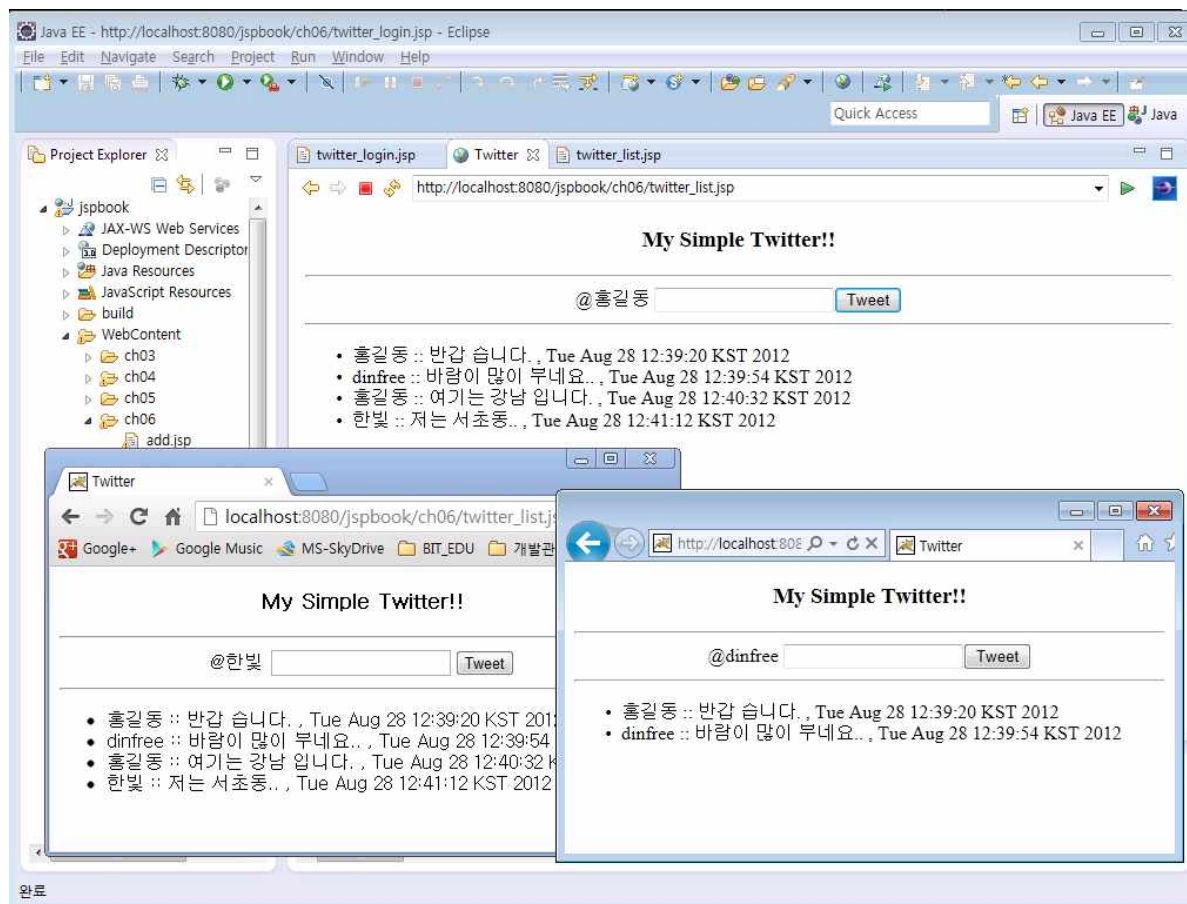 Java EE - http://localhost:8080/jspbook/ch06/twitter_login.jsp - Eclipse
File Edit Navigate Search Project Run Window Help
Quick Access
Java EE Java
Project Explorer
twitter_login.jsp Twitter twitter_list.jsp
http://localhost:8080/jspbook/ch06/twitter_list.jsp
jspbook
JAX-WS Web Services
Deployment Descriptor
Java Resources
JavaScript Resources
build
WebContent
ch03
ch04
ch05
ch06
add.jsp
My Simple Twitter!!
@홍길동 Tweet
• 홍길동 :: 반갑 습니다. , Tue Aug 28 12:39:20 KST 2012
• dinfree :: 바람이 많이 부네요.. , Tue Aug 28 12:39:54 KST 2012
• 홍길동 :: 여기는 강남 입니다. , Tue Aug 28 12:40:32 KST 2012
• 한빛 :: 저는 서초동.. , Tue Aug 28 12:41:12 KST 2012
Twitter
localhost:8080/jspbook/ch06/twitter_list.js
Google+ Google Music MS-SkyDrive BIT_EDU 개발관
My Simple Twitter!!
@한빛 Tweet
• 홍길동 :: 반갑 습니다. , Tue Aug 28 12:39:20 KST 201
• dinfree :: 바람이 많이 부네요.. , Tue Aug 28 12:39:54
• 홍길동 :: 여기는 강남 입니다. , Tue Aug 28 12:40:32 K
• 한빛 :: 저는 서초동.. , Tue Aug 28 12:41:12 KST 2012
http://localhost:808 Twitter
My Simple Twitter!!
@dinfree Tweet
• 홍길동 :: 반갑 습니다. , Tue Aug 28 12:39:20 KST 2012
• dinfree :: 바람이 많이 부네요.. , Tue Aug 28 12:39:54 KST 2012
완료